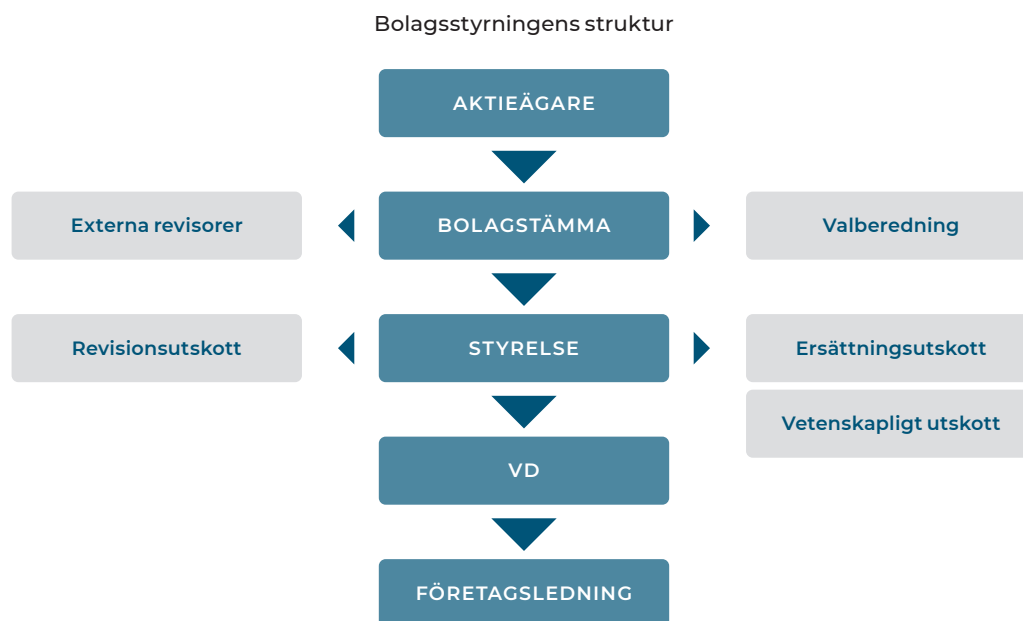 Bolagsstyrningens struktur
AKTIEÄGARE
Externa revisorer
BOLAGSTÄMMA
Valberedning
Revisionsutskott
STYRELSE
Ersättningsutskott
Vetenskapligt utskott
VD
FÖRETAGSLEDNING